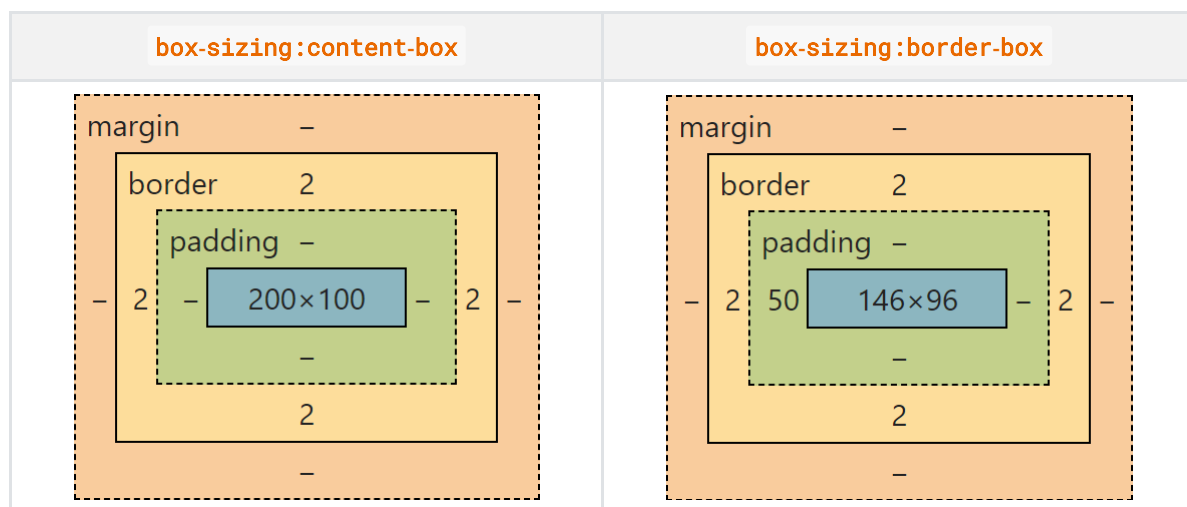 box-sizing:content-box
box-sizing:border-box
margin –
border 2
padding –
– 2 – 200×100 – 2 –
–
2
–
margin –
border 2
padding –
– 2 50 146×96 – 2 –
–
2
–